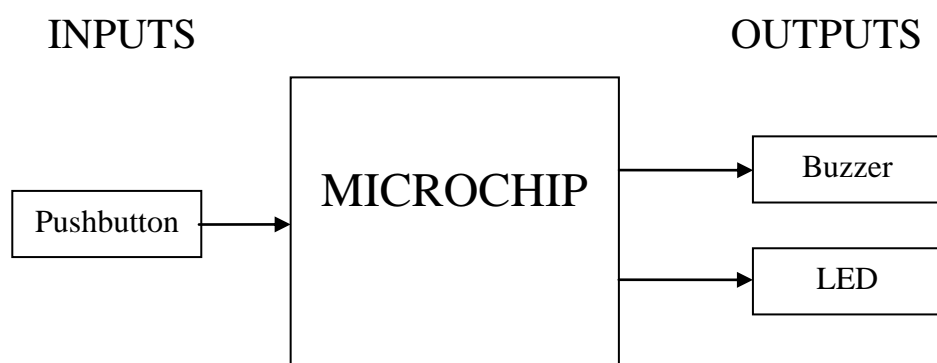 INPUTS
OUTPUTS
MICROCHIP
Pushbutton
Buzzer
LED